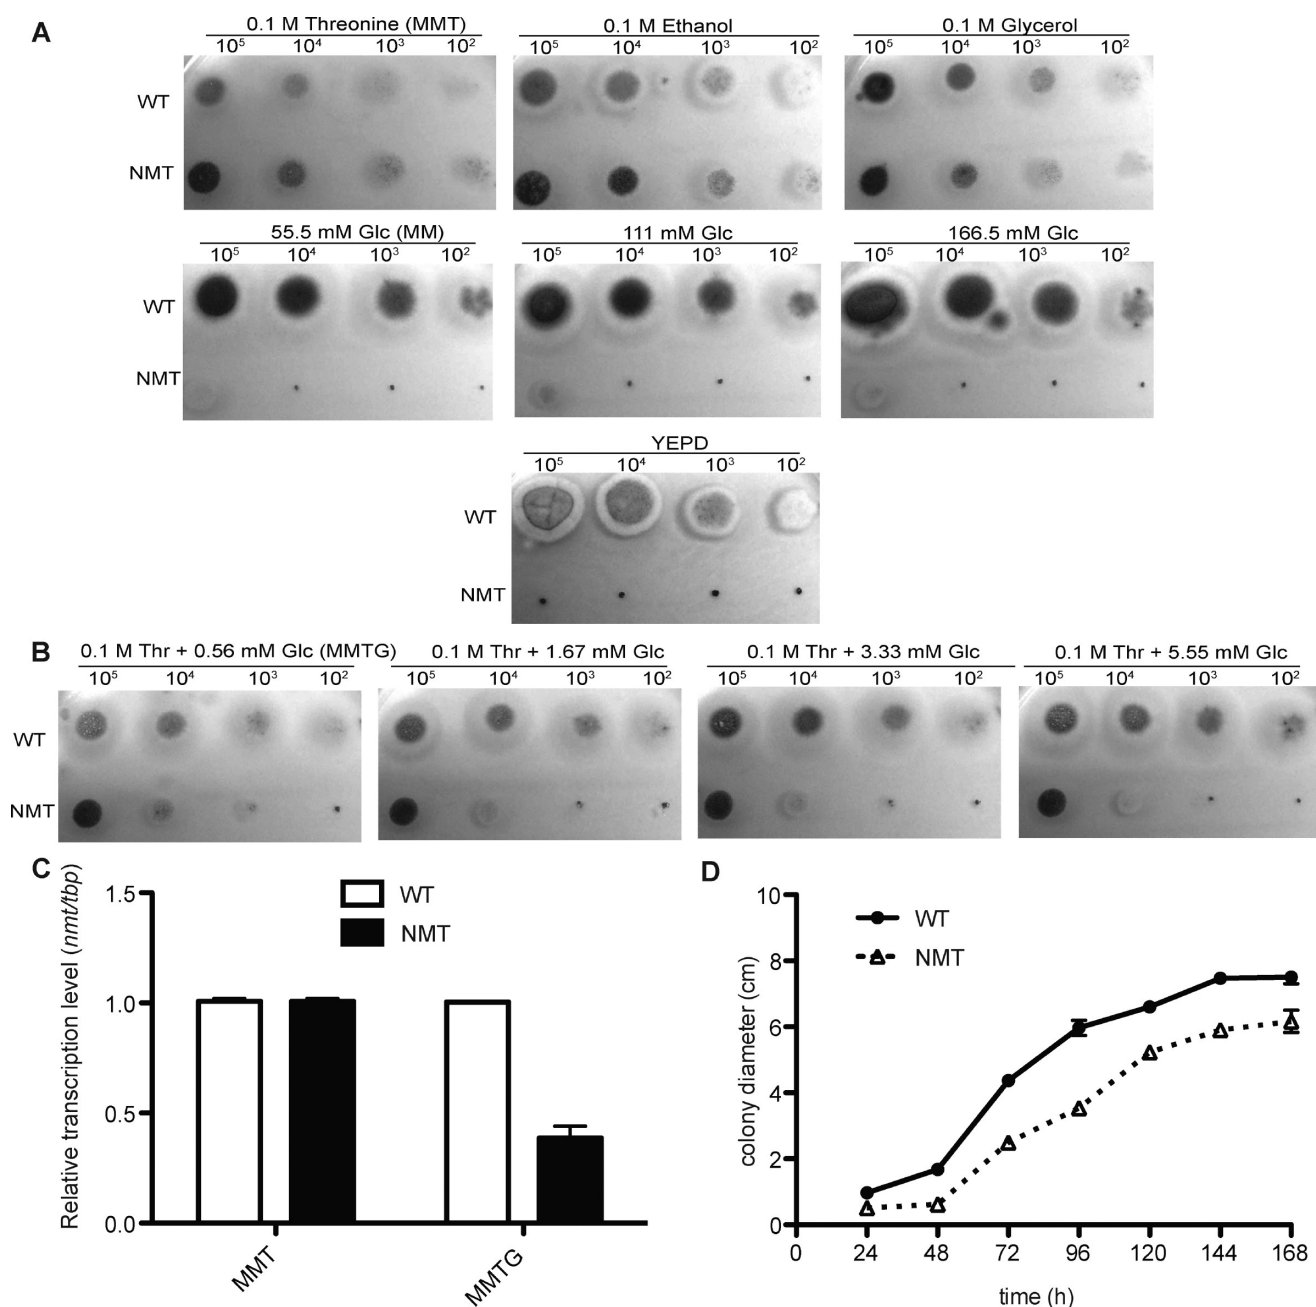 A
0.1 M Threonine (MMT) 0.1 M Ethanol 0.1 M Glycerol
10⁵ 10⁴ 10³ 10² 10⁵ 10⁴ 10³ 10² 10⁵ 10⁴ 10³ 10²
WT
NMT
55.5 mM Glc (MM) 111 mM Glc 166.5 mM Glc
10⁵ 10⁴ 10³ 10² 10⁵ 10⁴ 10³ 10² 10⁵ 10⁴ 10³ 10²
WT
NMT
YEPD
10⁵ 10⁴ 10³ 10²
WT
NMT
B
0.1 M Thr + 0.56 mM Glc (MMTG) 0.1 M Thr + 1.67 mM Glc 0.1 M Thr + 3.33 mM Glc 0.1 M Thr + 5.55 mM Glc
10⁵ 10⁴ 10³ 10² 10⁵ 10⁴ 10³ 10² 10⁵ 10⁴ 10³ 10² 10⁵ 10⁴ 10³ 10²
WT
NMT
C
Relative transcription level (nmt/tbp)
1.5
1.0
0.5
0.0
WT
NMT
MMT
MMTG
D
colony diameter (cm)
10
8
6
4
2
0
WT
NMT
0 24 48 72 96 120 144 168
time (h)